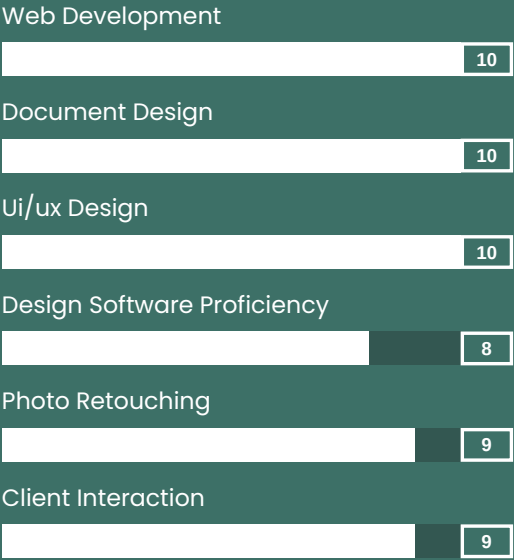 Web Development
10
Document Design
10
Ui/ux Design
10
Design Software Proficiency
8
Photo Retouching
9
Client Interaction
9